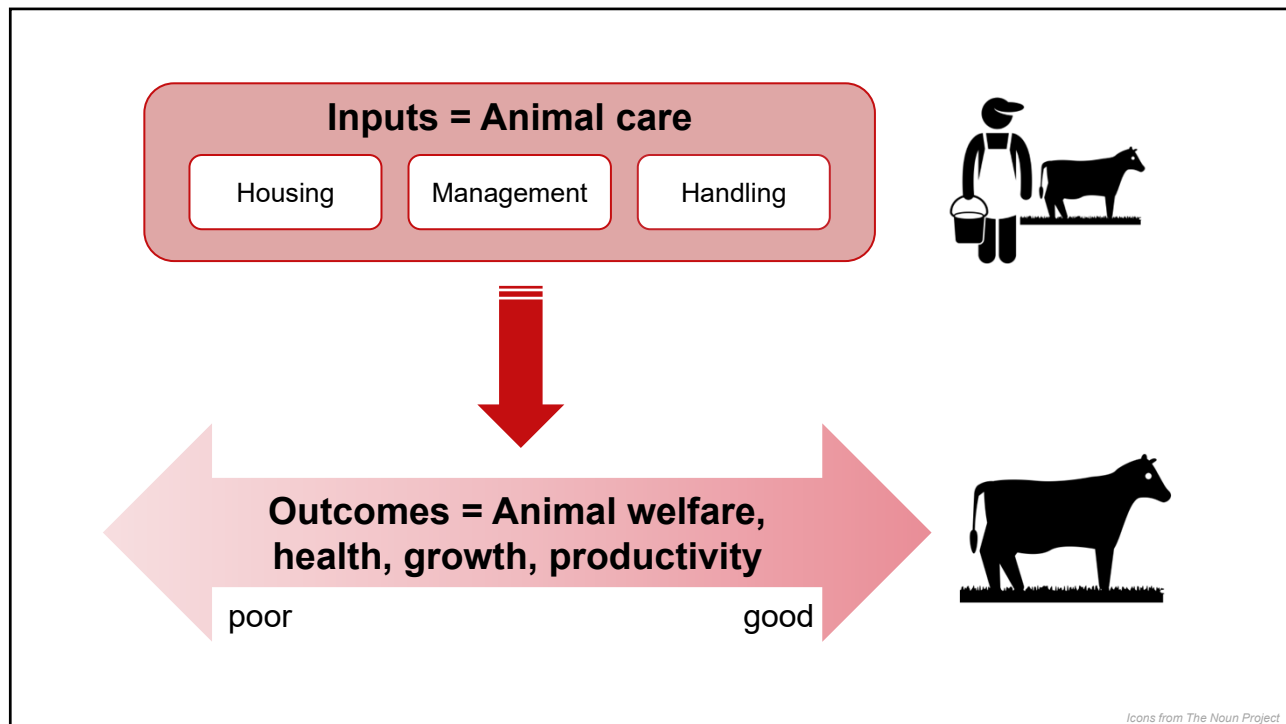 Inputs = Animal care
Housing
Management
Handling
Outcomes = Animal welfare,
health, growth, productivity
poor
good
Icons from The Noun Project